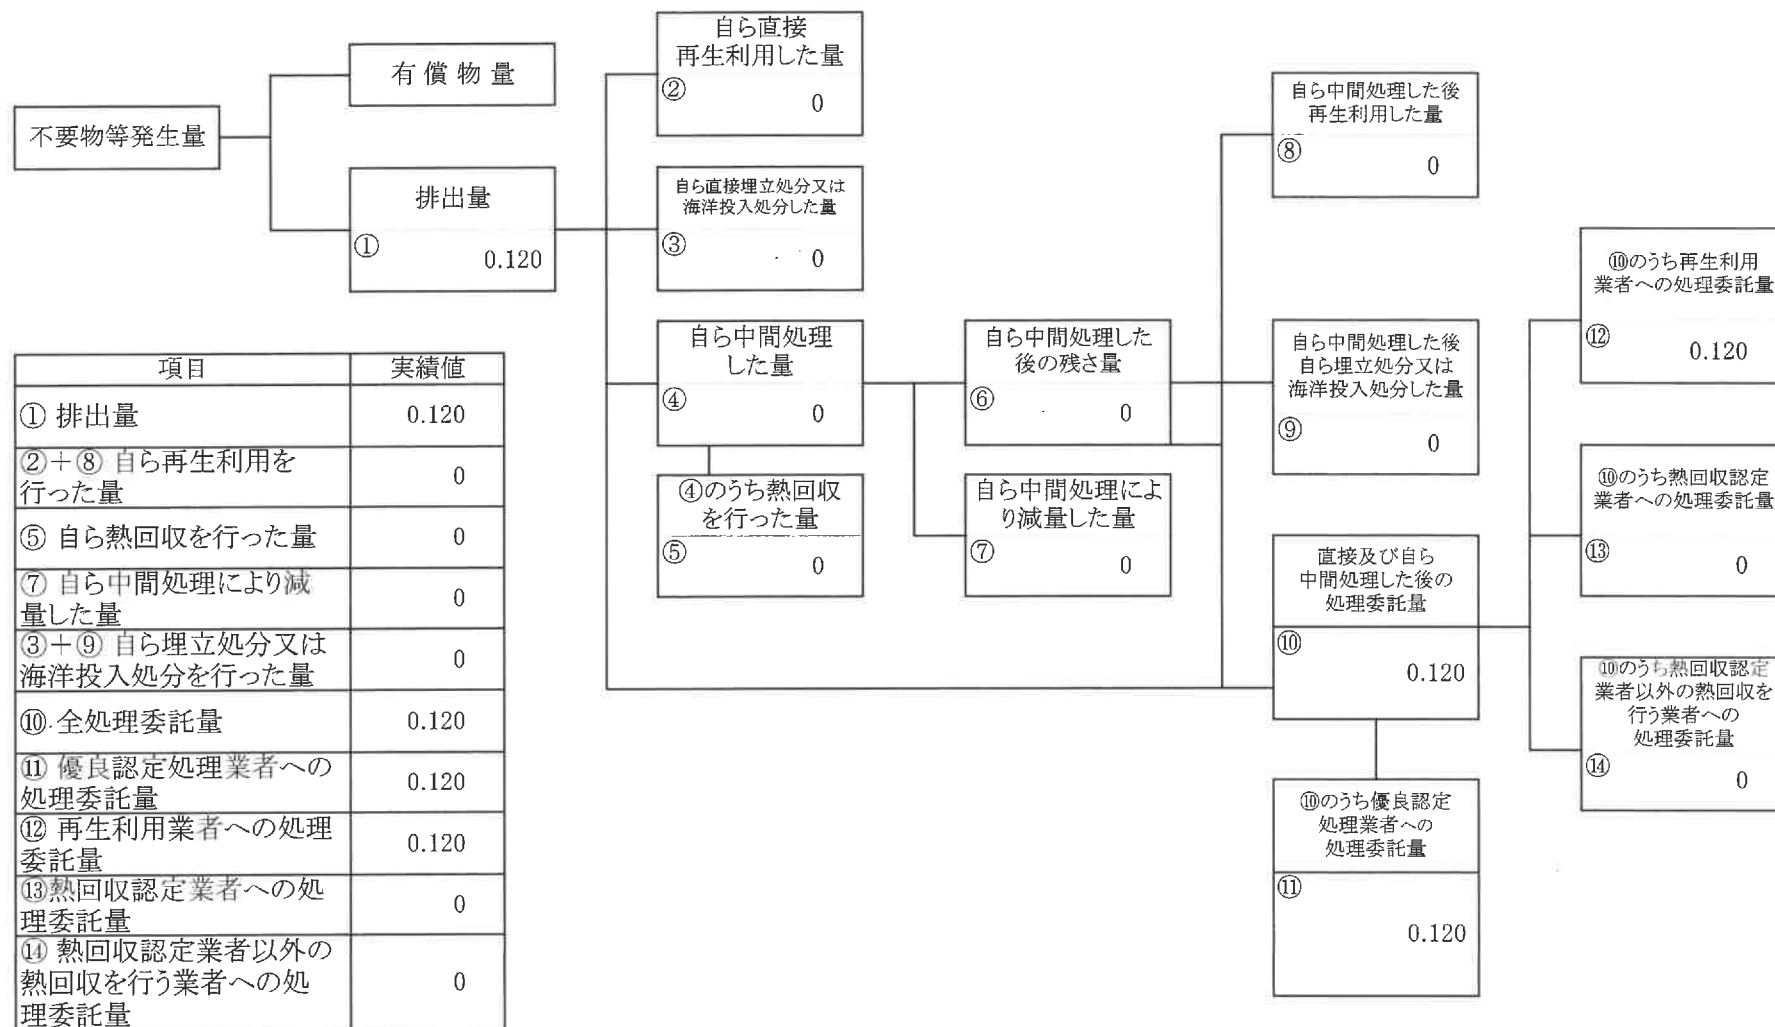 不要物等発生量
有償物量
排出量
①
0.120
自ら直接
再生利用した量
②
0
自ら直接埋立処分又は
海洋投入処分した量
③
0
自ら中間処理
した量
④
0
④のうち熱回収
を行った量
⑤
0
自ら中間処理した
後の残さ量
⑥
0
自ら中間処理によ
り減量した量
⑦
0
自ら中間処理した後
再生利用した量
⑧
0
自ら中間処理した後
自ら埋立処分又は
海洋投入処分した量
⑨
0
直接及び自ら
中間処理した後の
処理委託量
⑩
0.120
⑩のうち優良認定
処理業者への
処理委託量
⑪
0.120
⑩のうち再生利用
業者への処理委託量
⑫
0.120
⑩のうち熱回収認定
業者への処理委託量
⑬
0
⑩のうち熱回収認定
業者以外の熱回収を
行う業者への
処理委託量
⑭
0
項目 実績値
① 排出量 0.120
②＋⑧ 自ら再生利用を
行った量 0
⑤ 自ら熱回収を行った量 0
⑦ 自ら中間処理により減
量した量 0
③＋⑨ 自ら埋立処分又は
海洋投入処分を行った量 0
⑩ 全処理委託量 0.120
⑪ 優良認定処理業者への
処理委託量 0.120
⑫ 再生利用業者への処理
委託量 0.120
⑬熱回収認定業者への処
理委託量 0
⑭ 熱回収認定業者以外の
熱回収を行う業者への処
理委託量 0